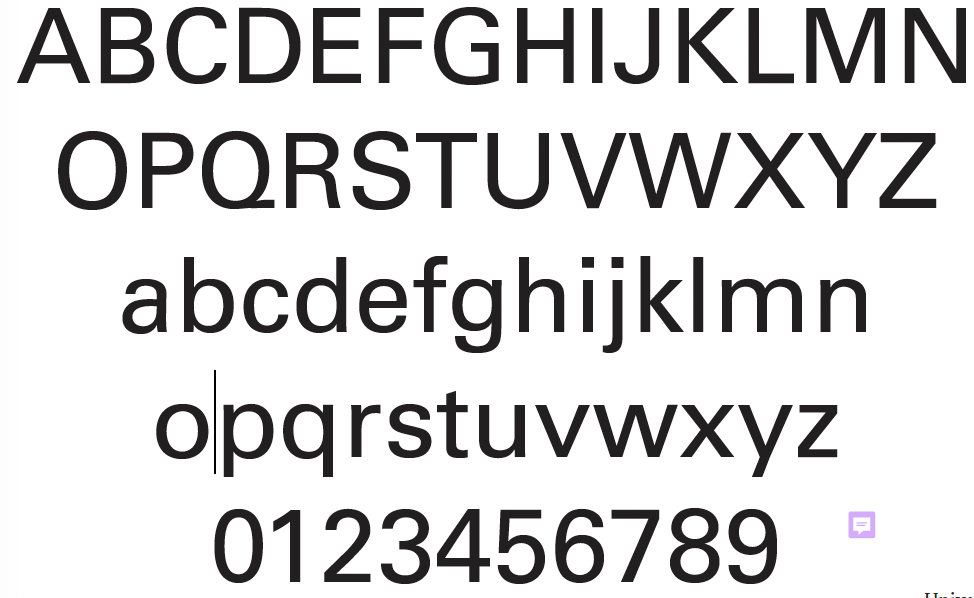 ABCDEFGHIJKLMN
OPQRSTUVWXYZ
abcdefghijklmn
opqrstuvwxyz
0123456789